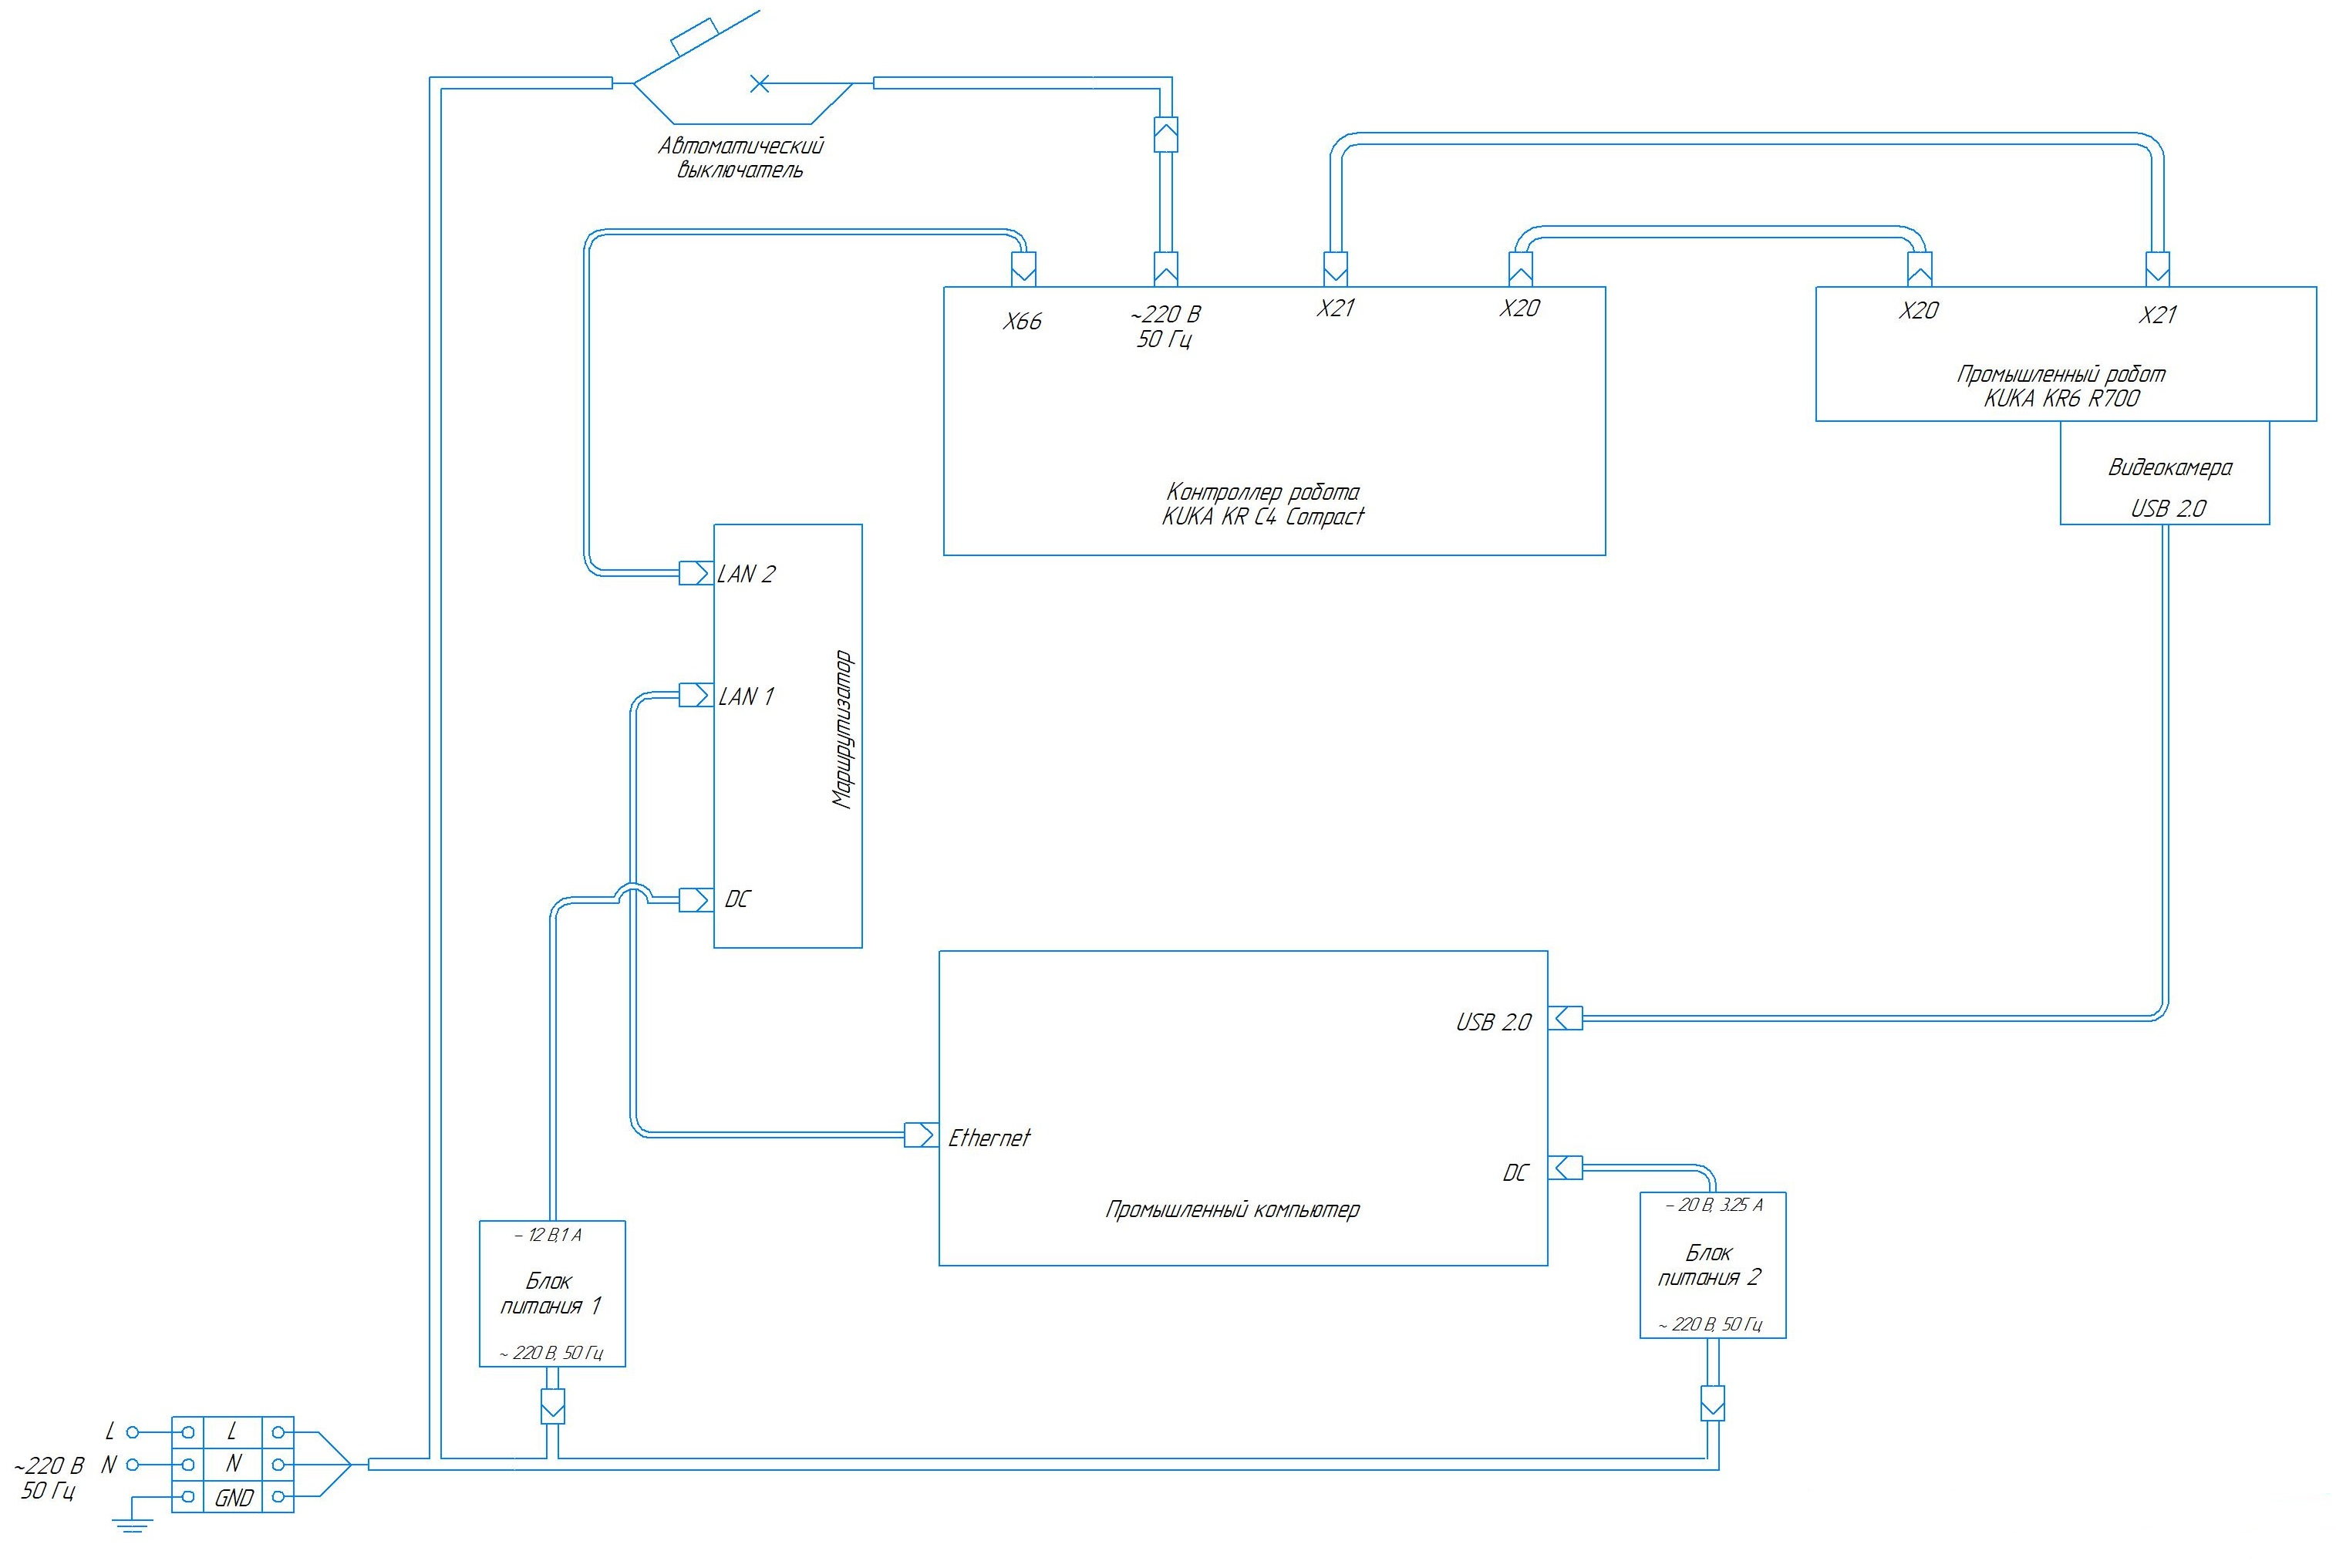 Автоматический
выключатель
X66
~220 В
50 Гц
X21
X20
Контроллер робота
KUKA KR C4 Compact
X20
X21
Промышленный робот
KUKA KR6 R700
Видеокамера
USB 2.0
LAN 2
LAN 1
DC
Маршрутизатор
USB 2.0
Ethernet
DC
Промышленный компьютер
– 12 В,1 А
Блок
питания 1
~ 220 В, 50 Гц
– 20 В, 3.25 А
Блок
питания 2
~ 220 В, 50 Гц
~220 В
50 Гц
L
N
L
N
GND